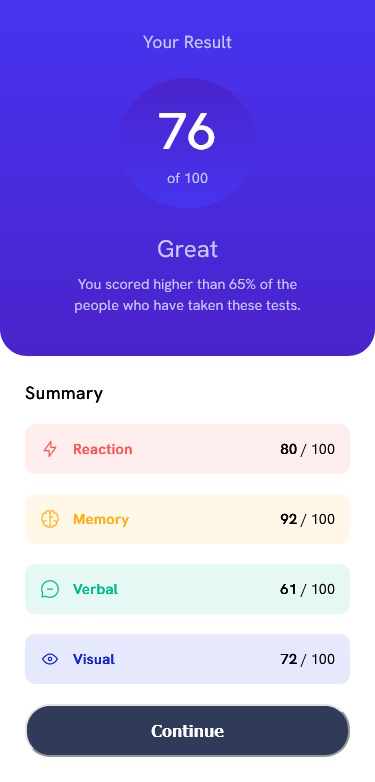 Your Result
76
of 100
Great
You scored higher than 65% of the
people who have taken these tests.
Summary
Reaction 80 / 100
Memory 92 / 100
Verbal 61 / 100
Visual 72 / 100
Continue